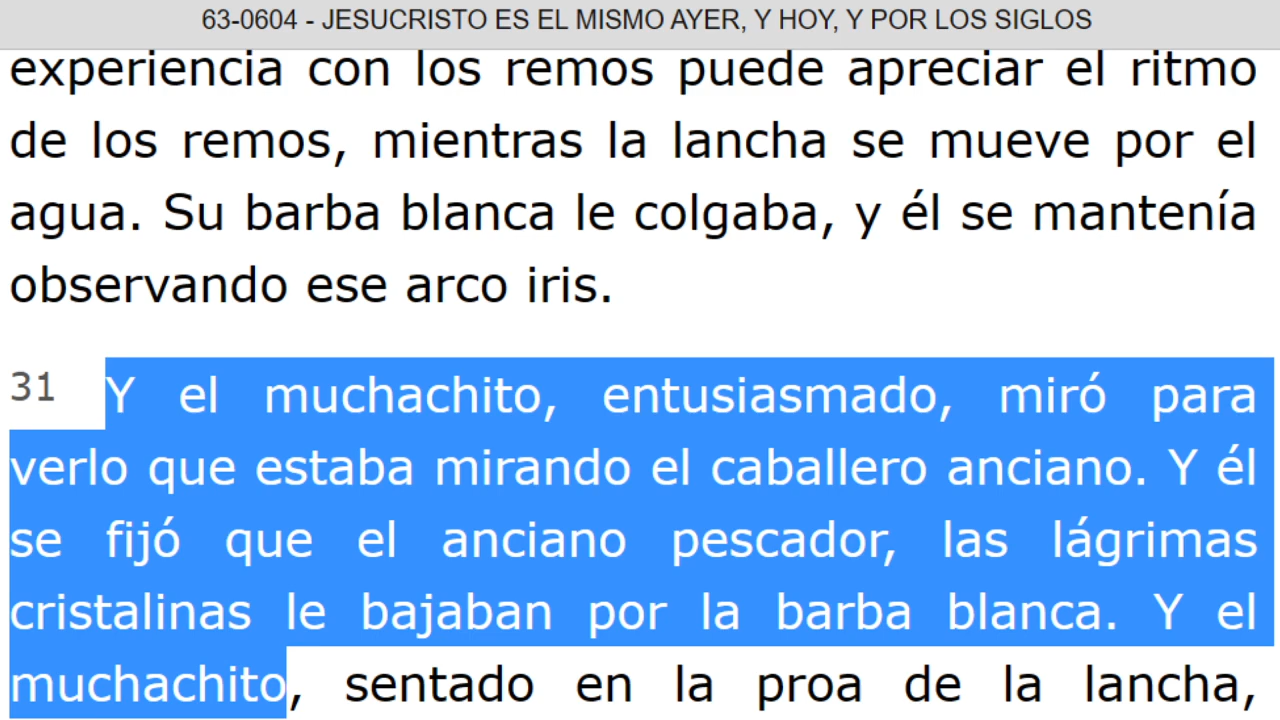 63-0604 - JESUCRISTO ES EL MISMO AYER, Y HOY, Y POR LOS SIGLOS
experiencia con los remos puede apreciar el ritmo
de los remos, mientras la lancha se mueve por el
agua. Su barba blanca le colgaba, y él se mantenía
observando ese arco iris.
31 Y el muchachito, entusiasmado, miró para
verlo que estaba mirando el caballero anciano. Y él
se fijó que el anciano pescador, las lágrimas
cristalinas le bajaban por la barba blanca. Y el
muchachito, sentado en la proa de la lancha,